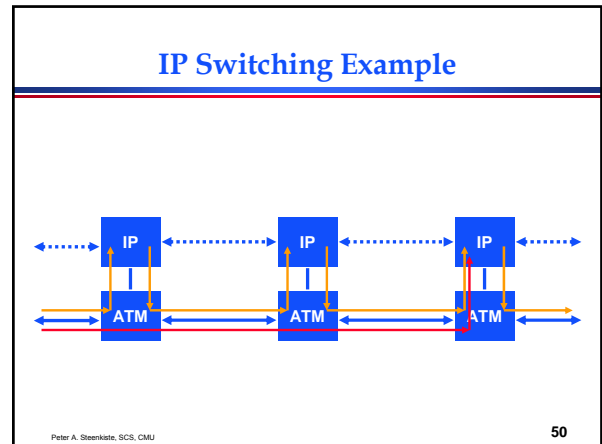 IP Switching Example
IP IP IP
ATM ATM ATM
Peter A. Steenkiste, SCS, CMU 50